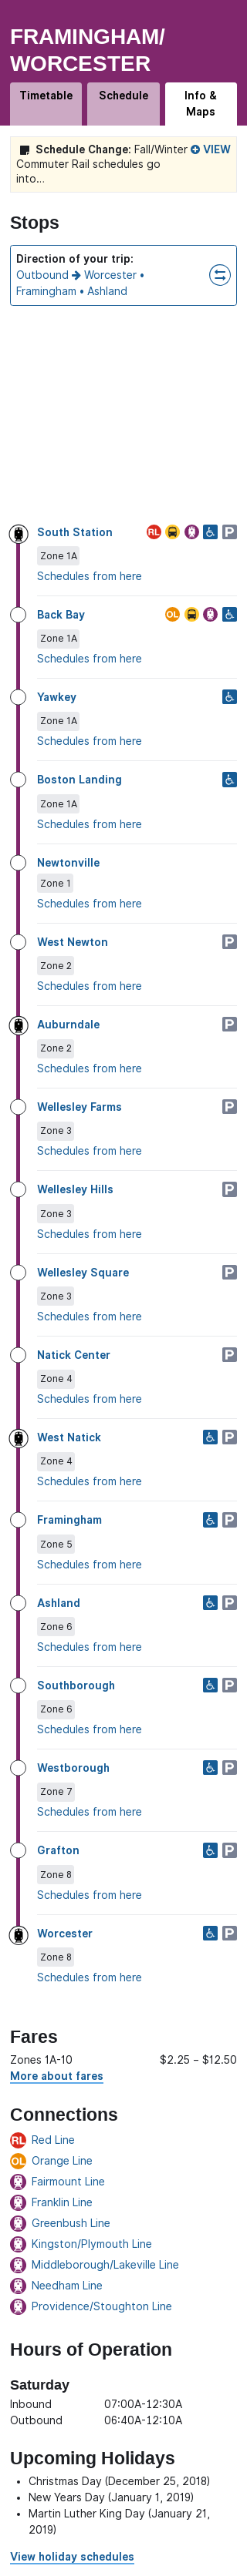 FRAMINGHAM/
WORCESTER
Timetable Schedule Info &
Maps
Schedule Change: Fall/Winter VIEW
Commuter Rail schedules go
into…
Stops
Direction of your trip:
Outbound → Worcester •
Framingham • Ashland
South Station RL P
Zone 1A
Schedules from here
Back Bay OL
Zone 1A
Schedules from here
Yawkey
Zone 1A
Schedules from here
Boston Landing
Zone 1A
Schedules from here
Newtonville
Zone 1
Schedules from here
West Newton P
Zone 2
Schedules from here
Auburndale P
Zone 2
Schedules from here
Wellesley Farms P
Zone 3
Schedules from here
Wellesley Hills P
Zone 3
Schedules from here
Wellesley Square P
Zone 3
Schedules from here
Natick Center P
Zone 4
Schedules from here
West Natick P
Zone 4
Schedules from here
Framingham P
Zone 5
Schedules from here
Ashland P
Zone 6
Schedules from here
Southborough P
Zone 6
Schedules from here
Westborough P
Zone 7
Schedules from here
Grafton P
Zone 8
Schedules from here
Worcester P
Zone 8
Schedules from here
Fares
Zones 1A-10 $2.25 – $12.50
More about fares
Connections
RL Red Line
OL Orange Line
Fairmount Line
Franklin Line
Greenbush Line
Kingston/Plymouth Line
Middleborough/Lakeville Line
Needham Line
Providence/Stoughton Line
Hours of Operation
Saturday
Inbound 07:00A-12:30A
Outbound 06:40A-12:10A
Upcoming Holidays
• Christmas Day (December 25, 2018)
• New Years Day (January 1, 2019)
• Martin Luther King Day (January 21,
2019)
View holiday schedules